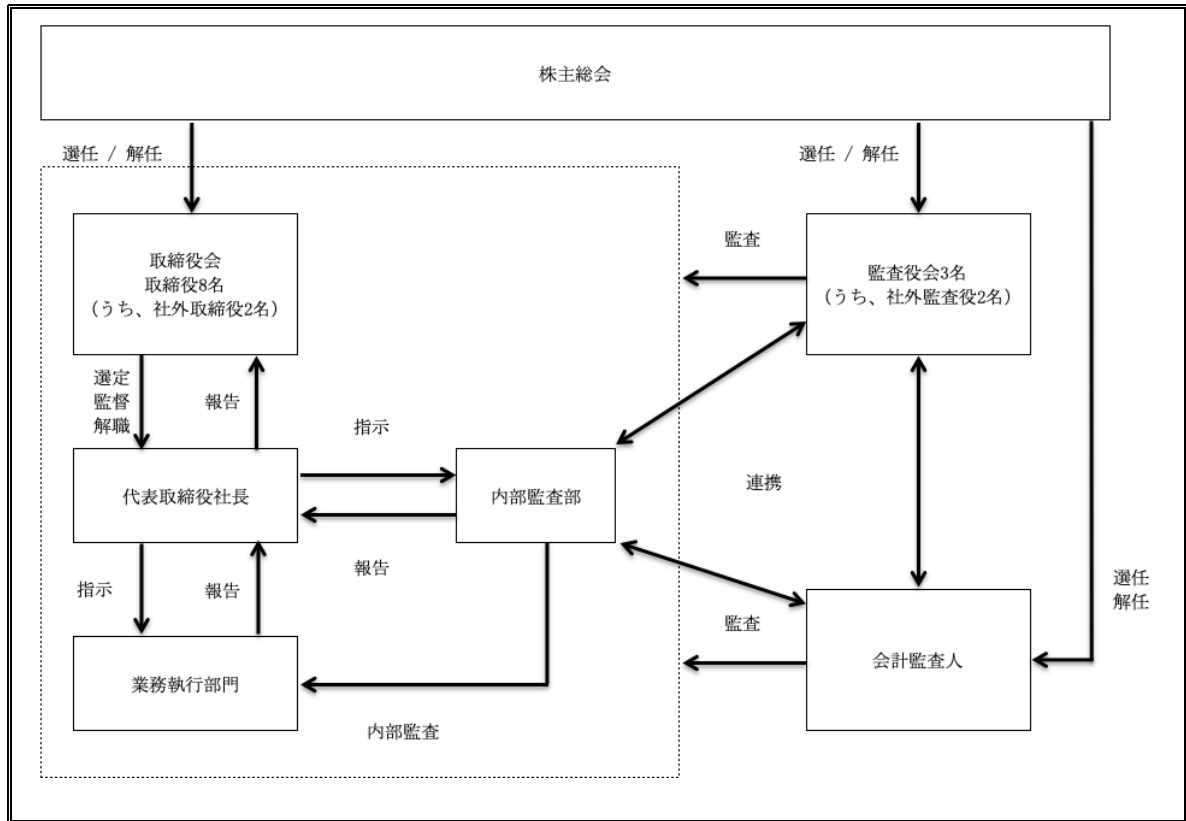 株主総会
選任 / 解任
選任 / 解任
取締役会
取締役8名
（うち、社外取締役2名）
監査
監査役会3名
（うち、社外監査役2名）
選定
監督
解職
報告
指示
代表取締役社長
内部監査部
連携
報告
指示
報告
選任
解任
監査
業務執行部門
会計監査人
内部監査